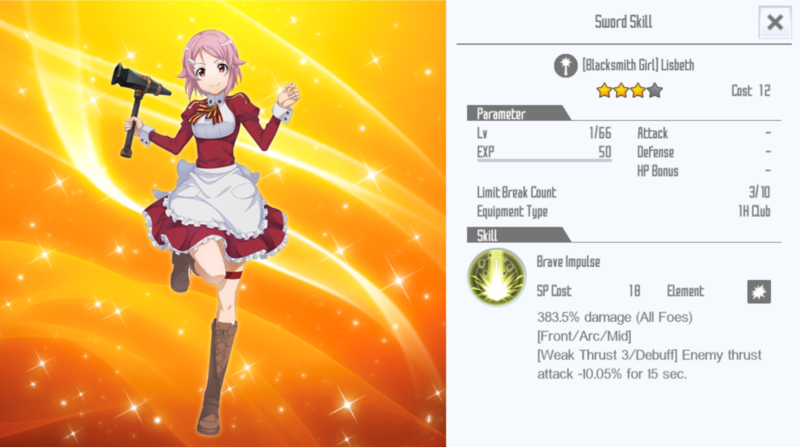 Sword Skill
[Blacksmith Girl] Lisbeth
Cost 12
Parameter
Lv 1/66 Attack -
EXP 50 Defense -
HP Bonus -
Limit Break Count 3/10
Equipment Type 1H Club
Skill
Brave Impulse
SP Cost 18 Element
383.5% damage (All Foes)
[Front/Arc/Mid]
[Weak Thrust 3/Debuff] Enemy thrust
attack -10.05% for 15 sec.